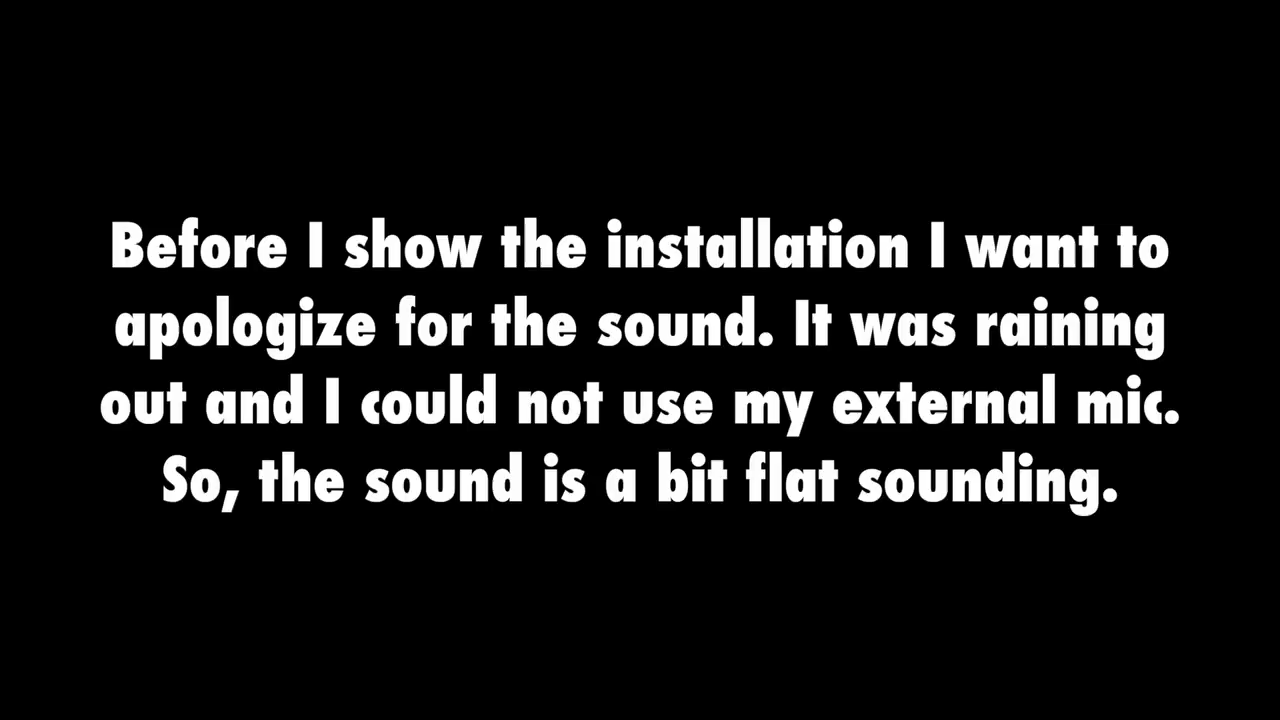 Before I show the installation I want to
apologize for the sound. It was raining
out and I could not use my external mic.
So, the sound is a bit flat sounding.